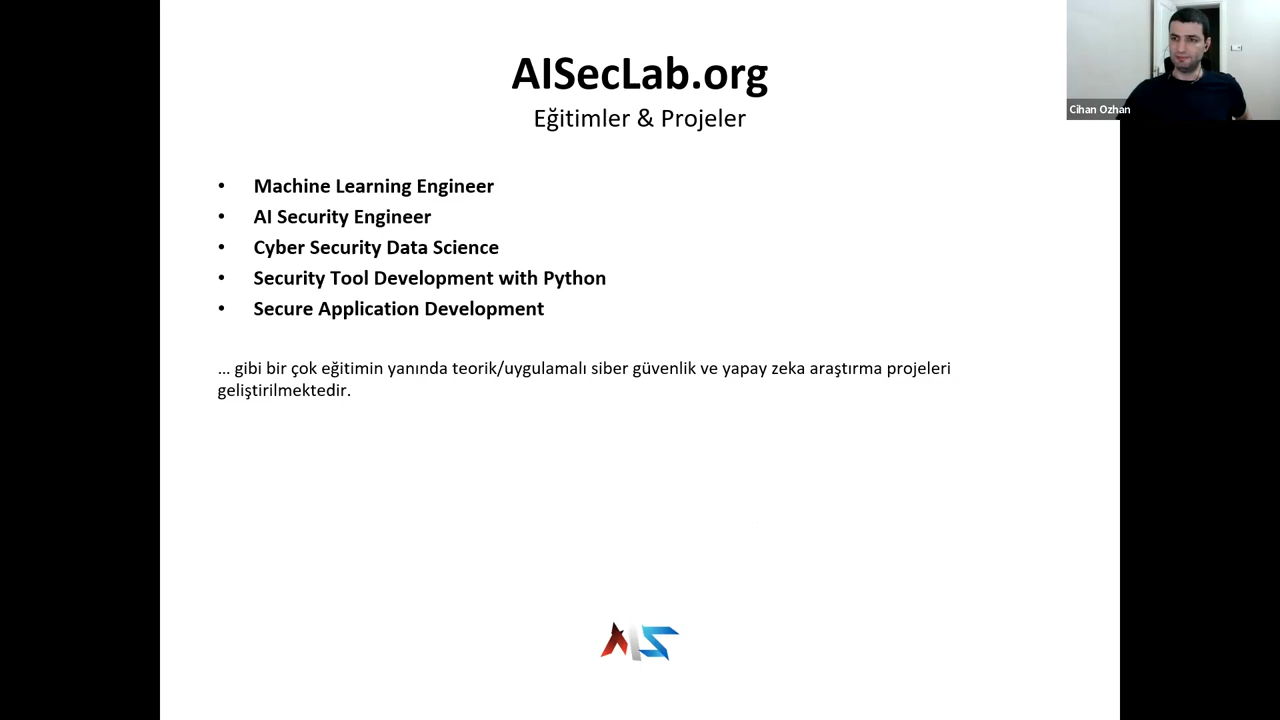 AISecLab.org
Eğitimler & Projeler
Cihan Ozhan
• Machine Learning Engineer
• AI Security Engineer
• Cyber Security Data Science
• Security Tool Development with Python
• Secure Application Development
... gibi bir çok eğitimin yanında teorik/uygulamalı siber güvenlik ve yapay zeka araştırma projeleri
geliştirilmektedir.
AIS